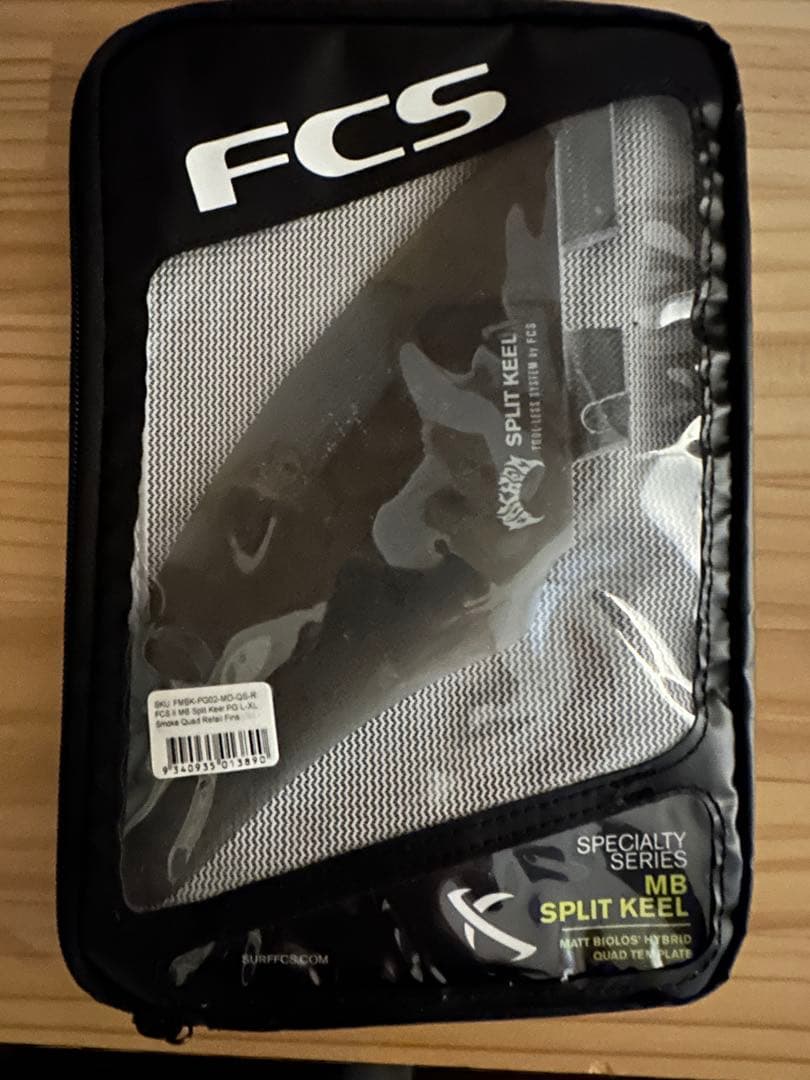 FCS
SPLIT KEEL
TOOL-LESS SYSTEM by FCS
SKU: FMBK-PG02-MO-QS-R
FCS II MB Split Keel PG L-XL
Smoke Quad Retail Fins
9 340935 013890
SPECIALTY
SERIES
MB
SPLIT KEEL
MATT BIOLOS' HYBRID
QUAD TEMPLATE
SURFFCS.COM